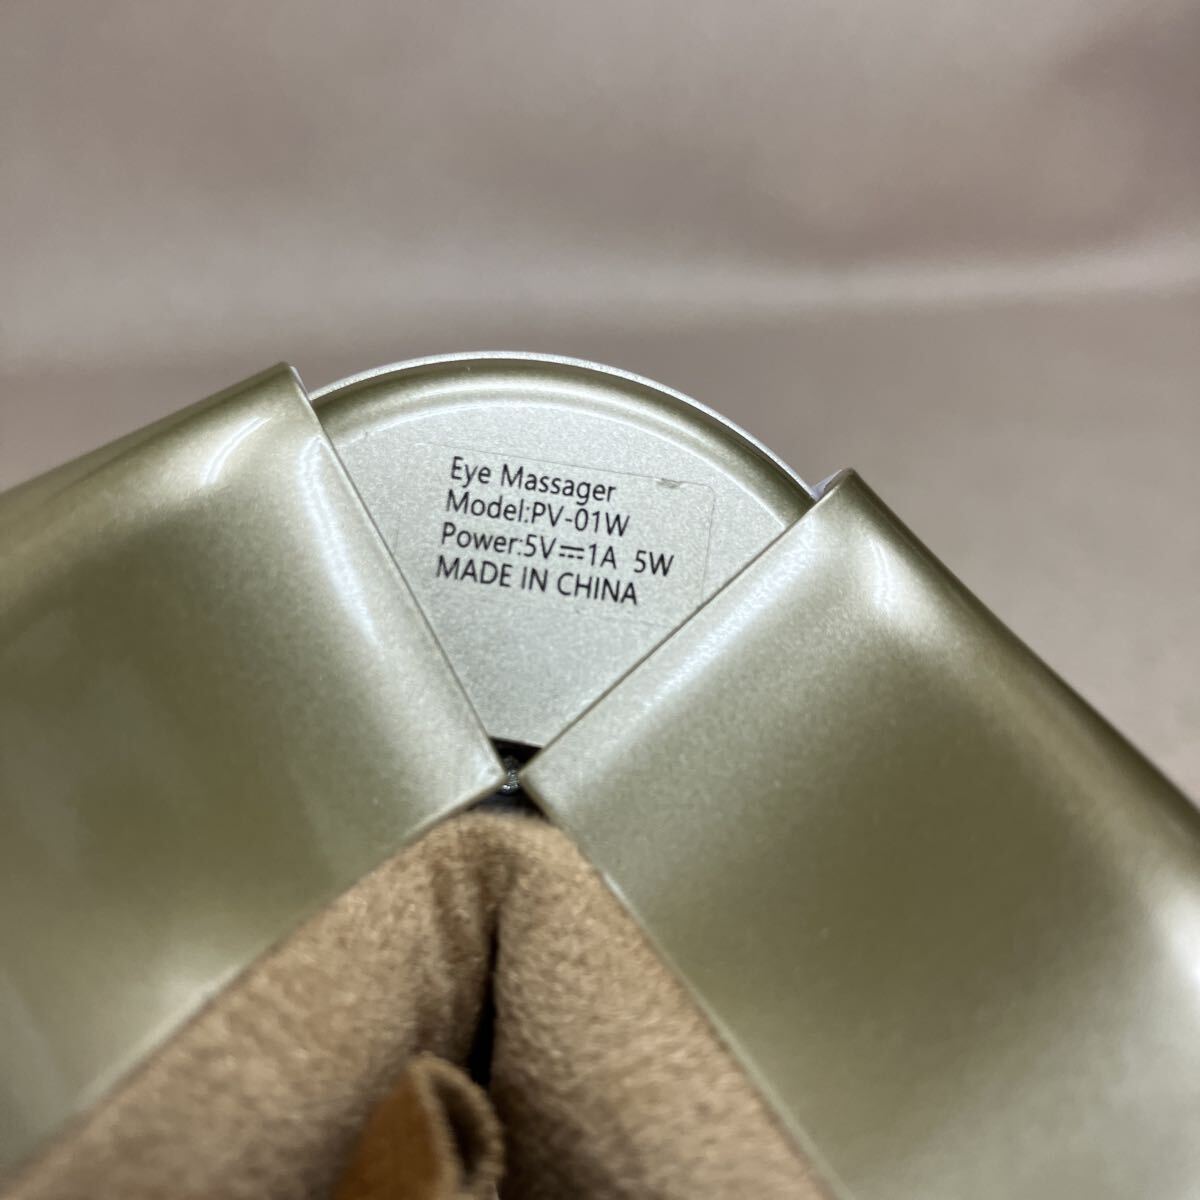 Eye Massager
Model:PV-01W
Power:5V⎓1A 5W
MADE IN CHINA